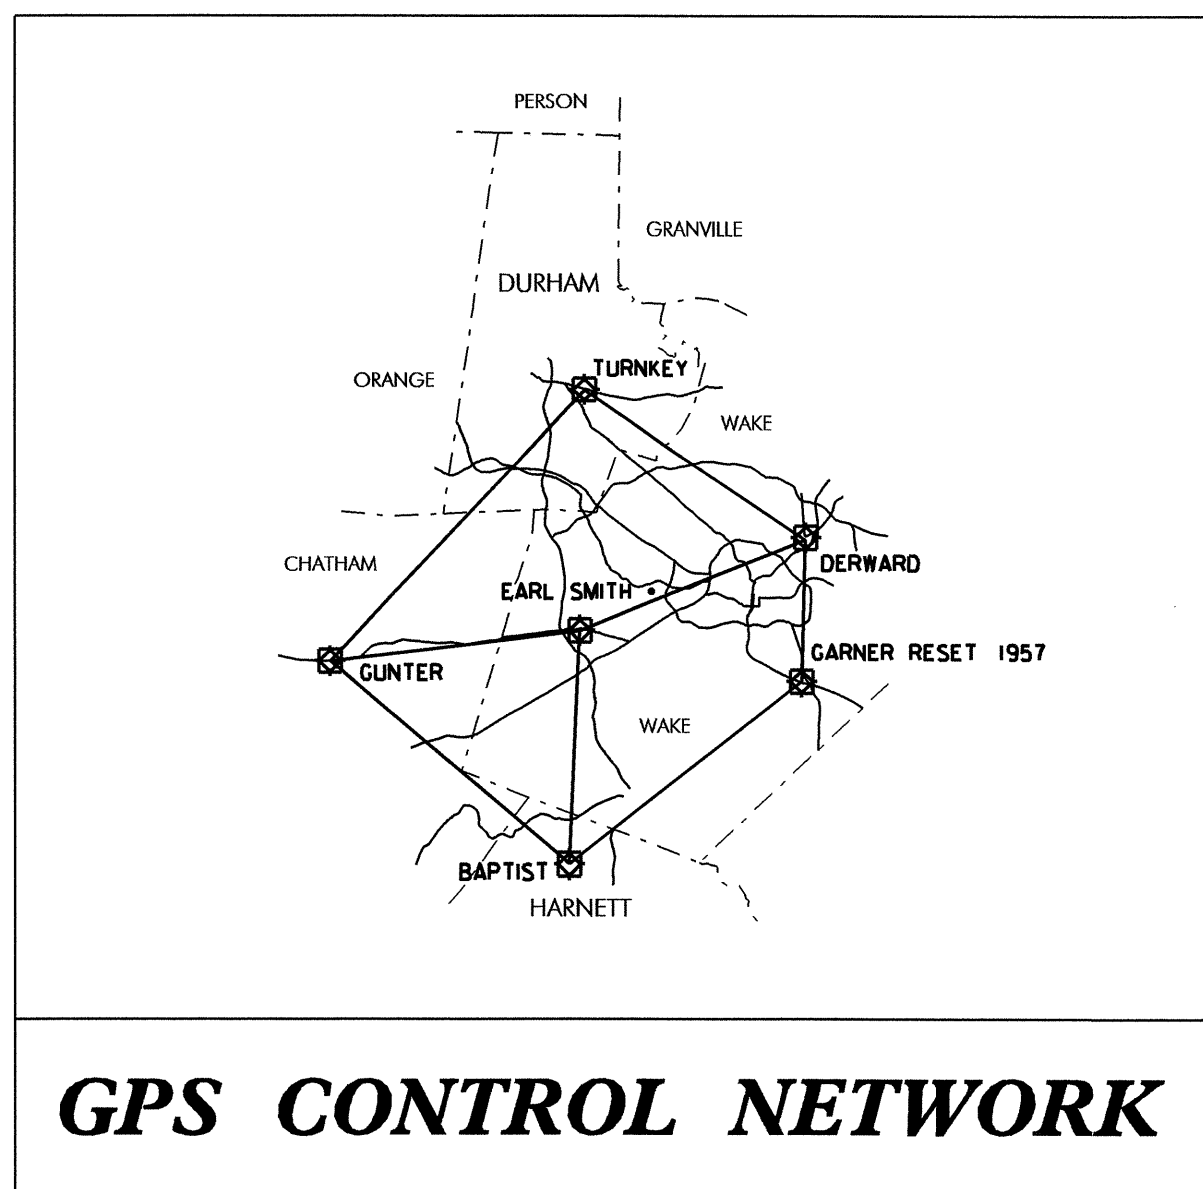 PERSON
GRANVILLE
DURHAM
TURNKEY
ORANGE
WAKE
CHATHAM
DERWARD
EARL SMITH
GARNER RESET 1957
GUNTER
WAKE
BAPTIST
HARNETT
GPS CONTROL NETWORK